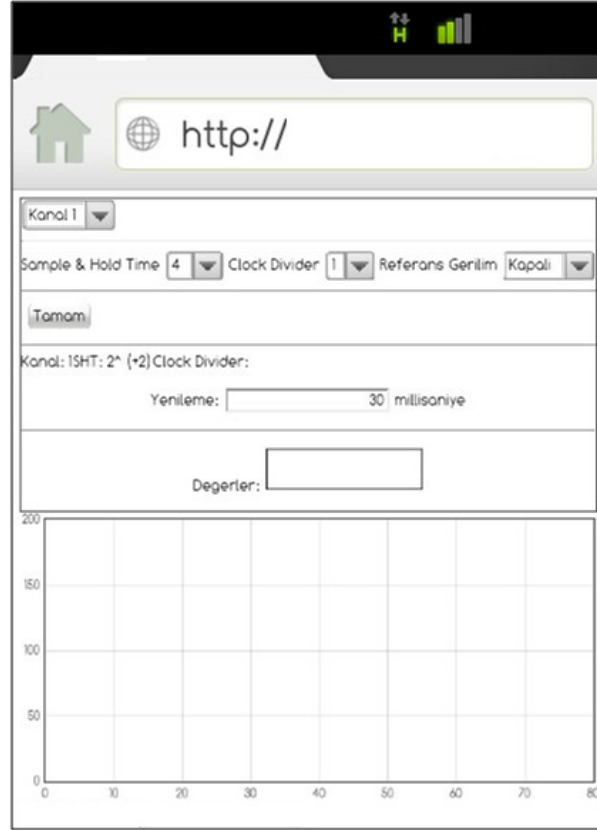 H
http://
Kanal 1
Sample & Hold Time 4 Clock Divider 1 Referans Gerilim Kapali
Tamam
Kanal: 1SHT: 2^ (+2) Clock Divider:
Yenileme: 30 millisaniye
Degerler:
200
150
100
50
0
0 10 20 30 40 50 60 70 80